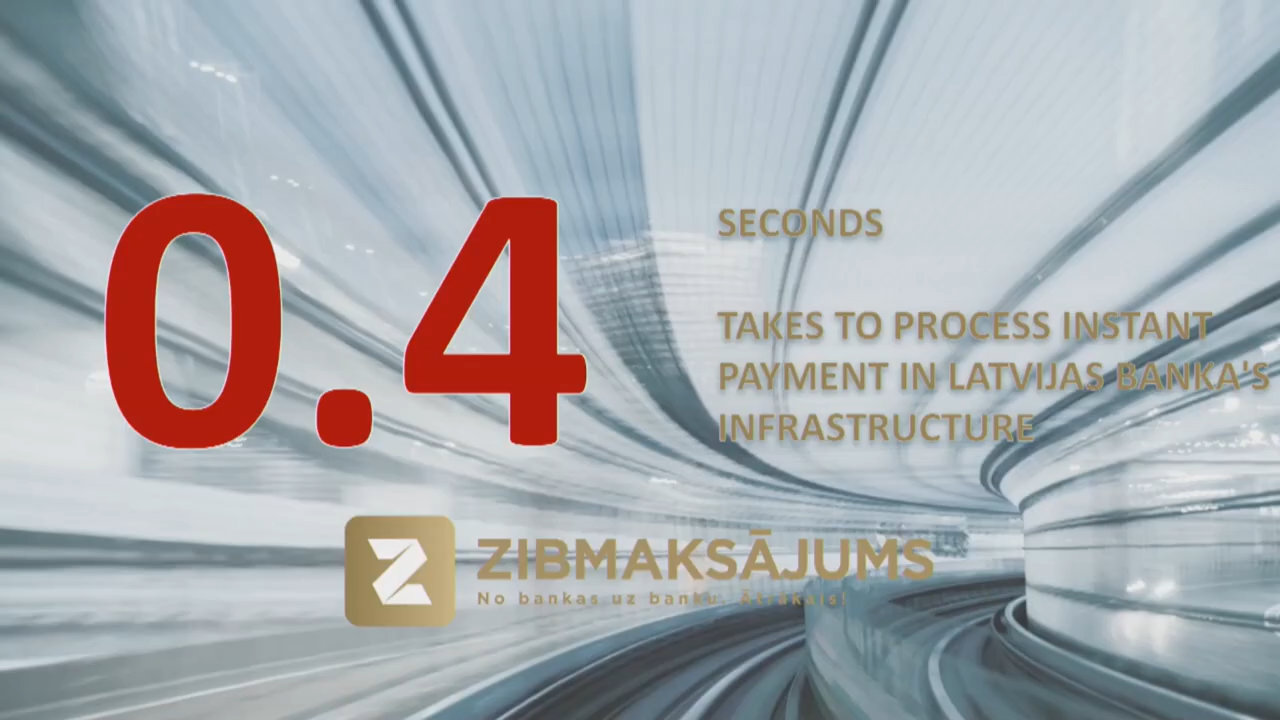 0.4
SECONDS
TAKES TO PROCESS INSTANT
PAYMENT IN LATVIJAS BANKA'S
INFRASTRUCTURE
ZIBMAKSĀJUMS
No bankas uz banku. Ātrākais!